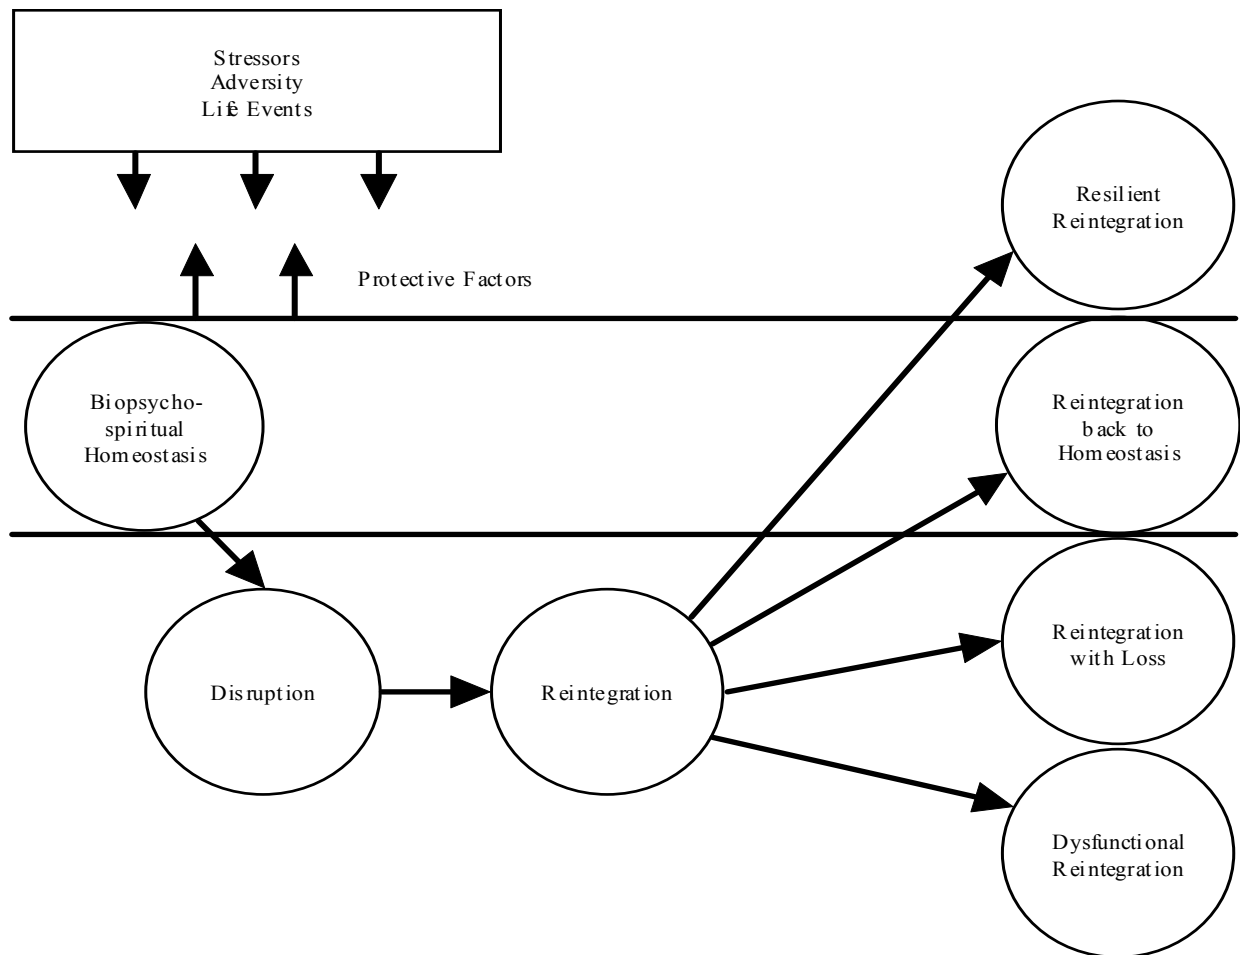 Stressors
Adversity
Life Events
Protective Factors
Resilient
Reintegration
Biopsycho-
spiritual
Homeostasis
Reintegration
back to
Homeostasis
Disruption
Reintegration
Reintegration
with Loss
Dysfunctional
Reintegration